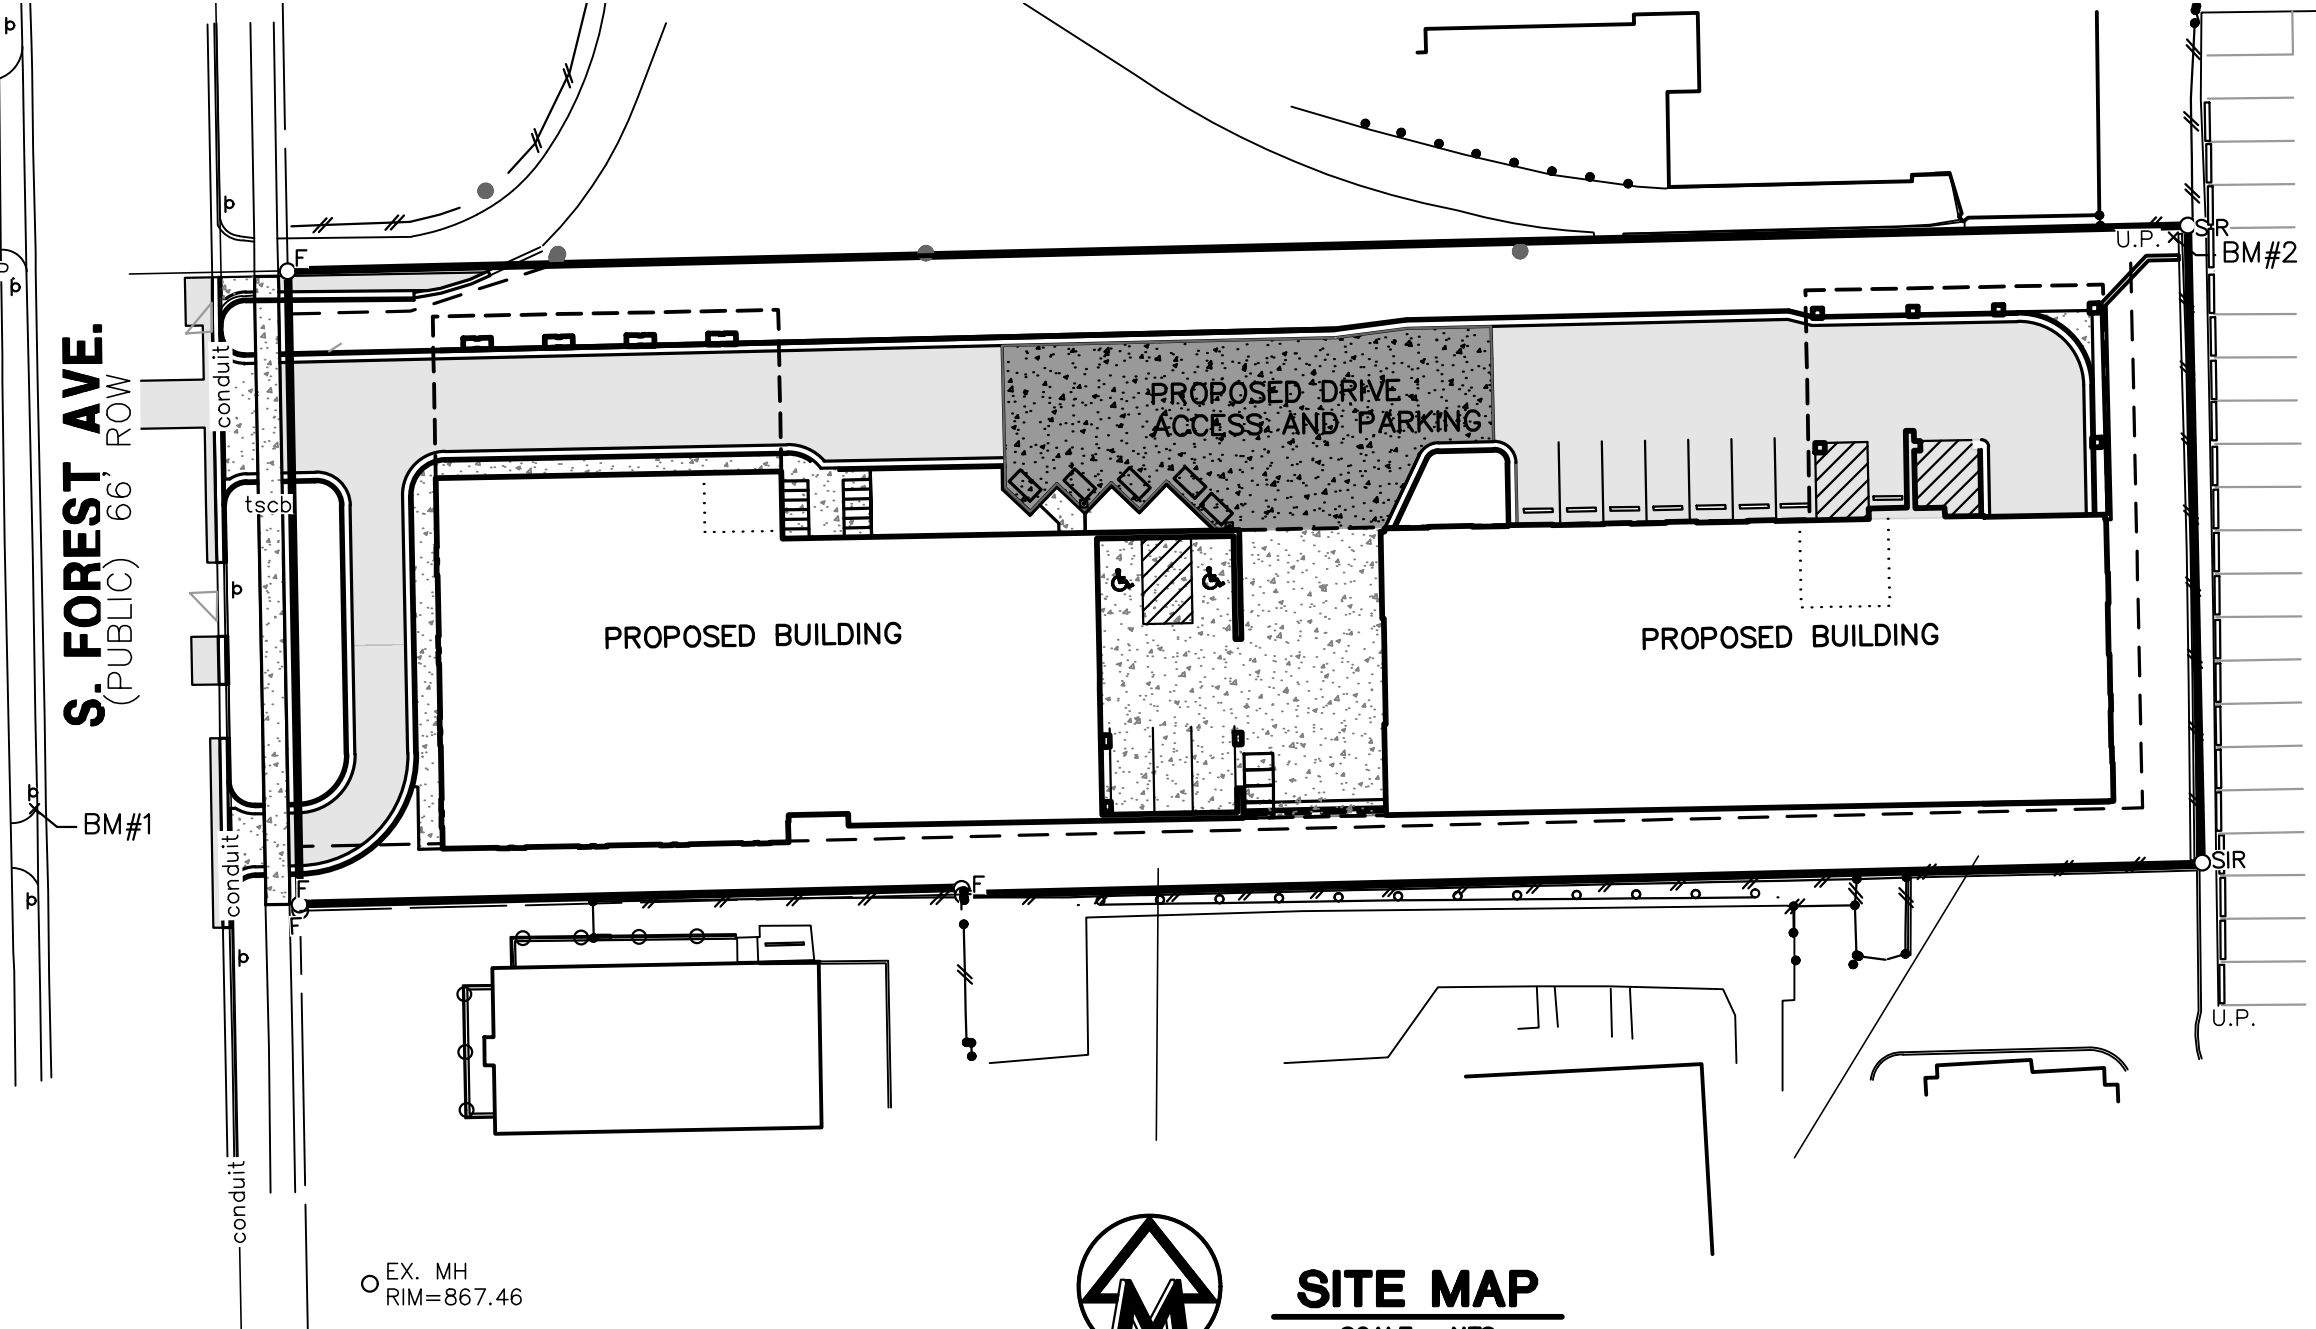 F
SIR
U.P.
BM#2
conduit
PROPOSED DRIVE
ACCESS AND PARKING
S. FOREST AVE.
(PUBLIC) 66' ROW
tscb
PROPOSED BUILDING
PROPOSED BUILDING
BM#1
conduit
F
F
F
SIR
U.P.
conduit
EX. MH
RIM=867.46
M
SITE MAP